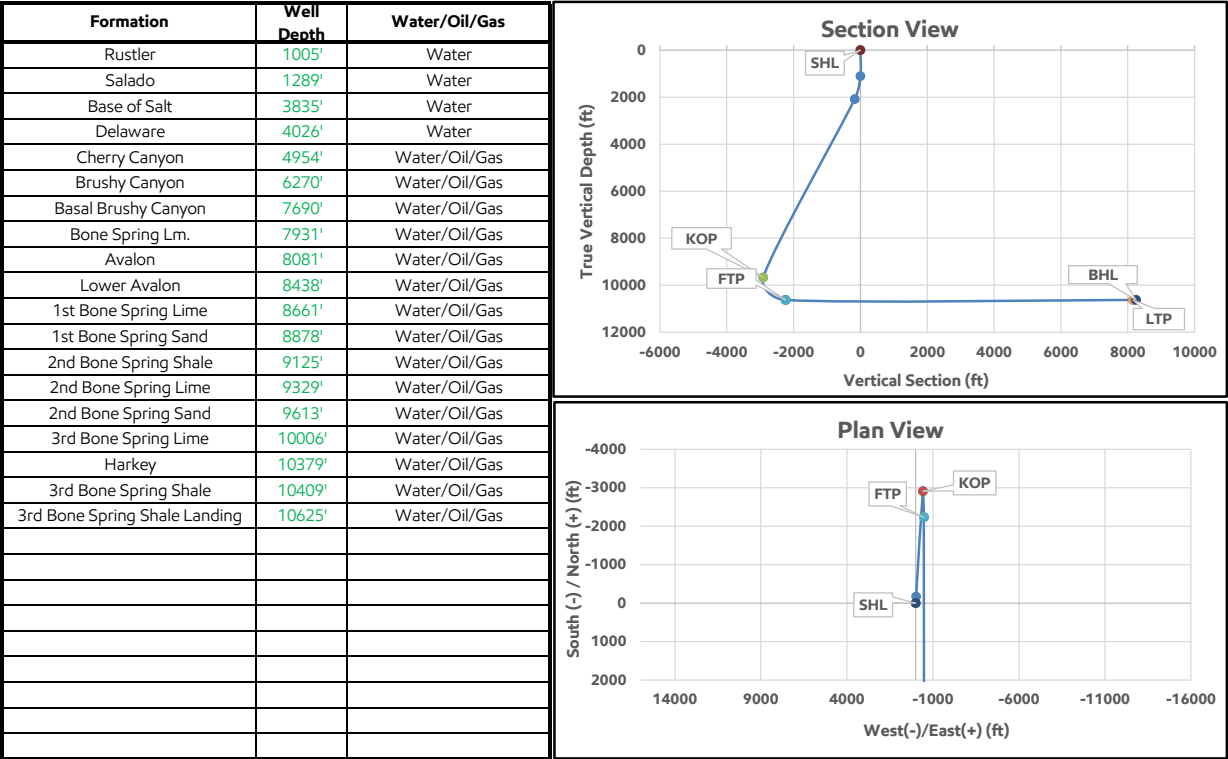 Formation Well Depth Water/Oil/Gas
Rustler 1005' Water
Salado 1289' Water
Base of Salt 3835' Water
Delaware 4026' Water
Cherry Canyon 4954' Water/Oil/Gas
Brushy Canyon 6270' Water/Oil/Gas
Basal Brushy Canyon 7690' Water/Oil/Gas
Bone Spring Lm. 7931' Water/Oil/Gas
Avalon 8081' Water/Oil/Gas
Lower Avalon 8438' Water/Oil/Gas
1st Bone Spring Lime 8661' Water/Oil/Gas
1st Bone Spring Sand 8878' Water/Oil/Gas
2nd Bone Spring Shale 9125' Water/Oil/Gas
2nd Bone Spring Lime 9329' Water/Oil/Gas
2nd Bone Spring Sand 9613' Water/Oil/Gas
3rd Bone Spring Lime 10006' Water/Oil/Gas
Harkey 10379' Water/Oil/Gas
3rd Bone Spring Shale 10409' Water/Oil/Gas
3rd Bone Spring Shale Landing 10625' Water/Oil/Gas
Section View
True Vertical Depth (ft)
0
2000
4000
6000
8000
10000
12000
SHL
KOP
FTP
BHL
LTP
-6000 -4000 -2000 0 2000 4000 6000 8000 10000
Vertical Section (ft)
Plan View
South (-) / North (+) (ft)
-4000
-3000
-2000
-1000
0
1000
2000
KOP
FTP
SHL
14000 9000 4000 -1000 -6000 -11000 -16000
West(-)/East(+) (ft)